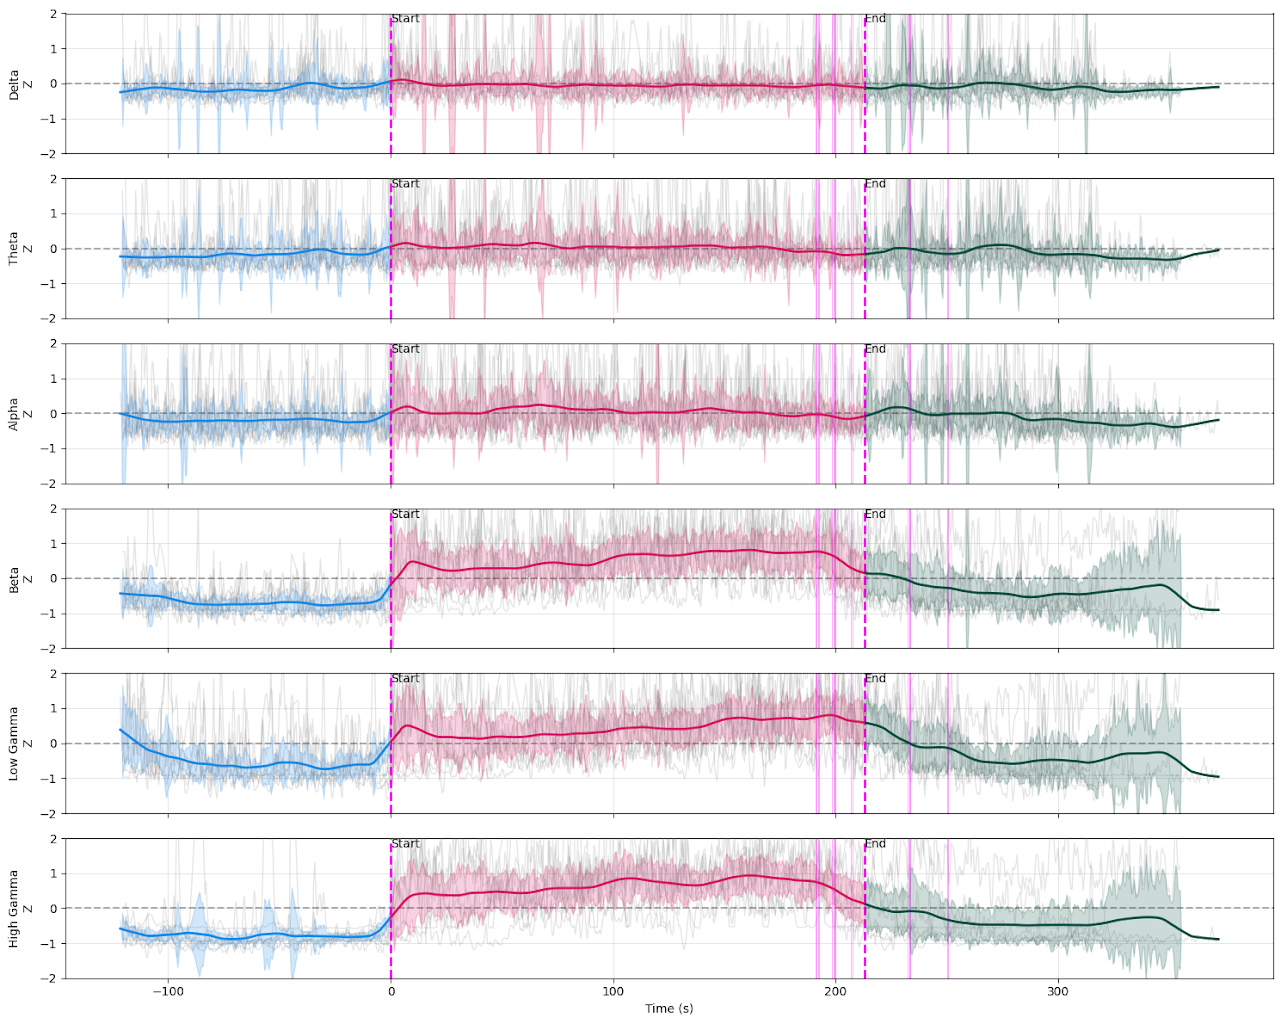 Delta
Z
2
1
0
−1
−2
Start
End
Theta
Z
2
1
0
−1
−2
Start
End
Alpha
Z
2
1
0
−1
−2
Start
End
Beta
Z
2
1
0
−1
−2
Start
End
Low Gamma
Z
2
1
0
−1
−2
Start
End
High Gamma
Z
2
1
0
−1
−2
Start
End
−100 0 100 200 300
Time (s)